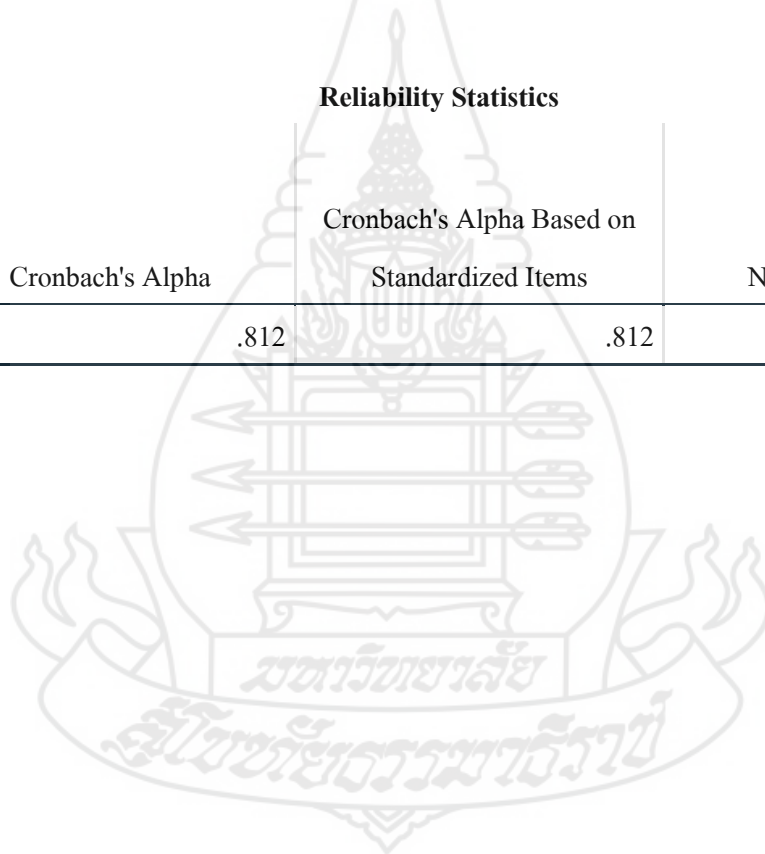 Reliability Statistics
Cronbach's Alpha Based on
Cronbach's Alpha Standardized Items N
.812 .812
มหาวิทยาลัย
สุโขทัยธรรมาธิราช